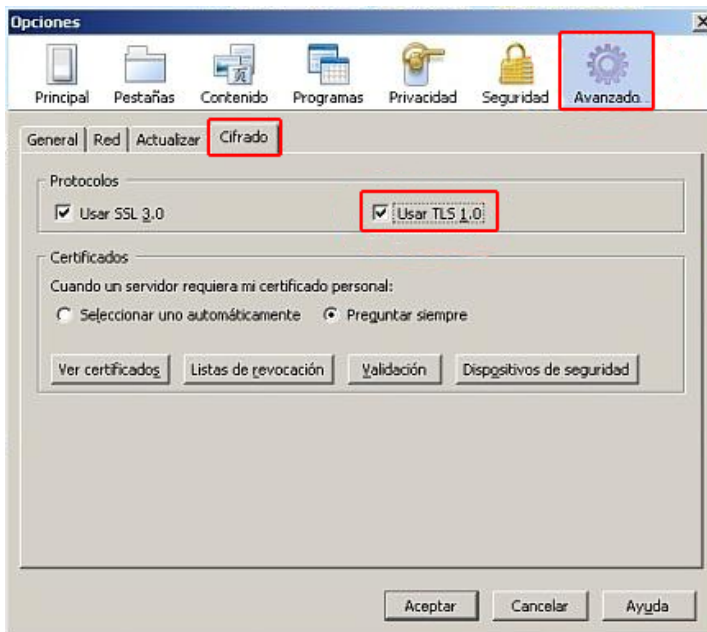 Opciones
Principal Pestañas Contenido Programas Privacidad Seguridad Avanzado
General Red Actualizar Cifrado
Protocolos
Usar SSL 3.0 Usar TLS 1.0
Certificados
Cuando un servidor requiera mi certificado personal:
Seleccionar uno automáticamente Preguntar siempre
Ver certificados Listas de revocación Validación Dispositivos de seguridad
Aceptar Cancelar Ayuda